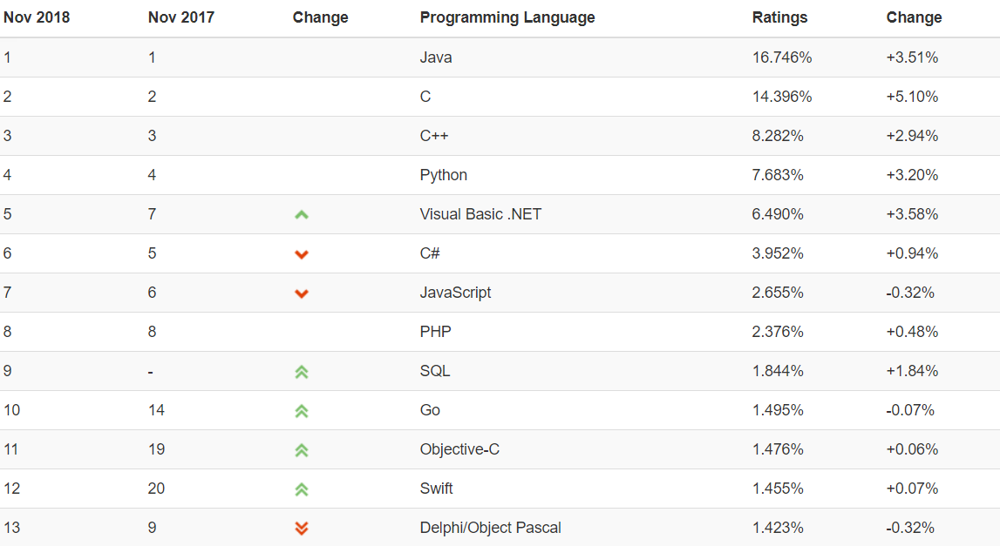 Nov 2018 Nov 2017 Change Programming Language Ratings Change
1 1 Java 16.746% +3.51%
2 2 C 14.396% +5.10%
3 3 C++ 8.282% +2.94%
4 4 Python 7.683% +3.20%
5 7 Visual Basic .NET 6.490% +3.58%
6 5 C# 3.952% +0.94%
7 6 JavaScript 2.655% -0.32%
8 8 PHP 2.376% +0.48%
9 - SQL 1.844% +1.84%
10 14 Go 1.495% -0.07%
11 19 Objective-C 1.476% +0.06%
12 20 Swift 1.455% +0.07%
13 9 Delphi/Object Pascal 1.423% -0.32%